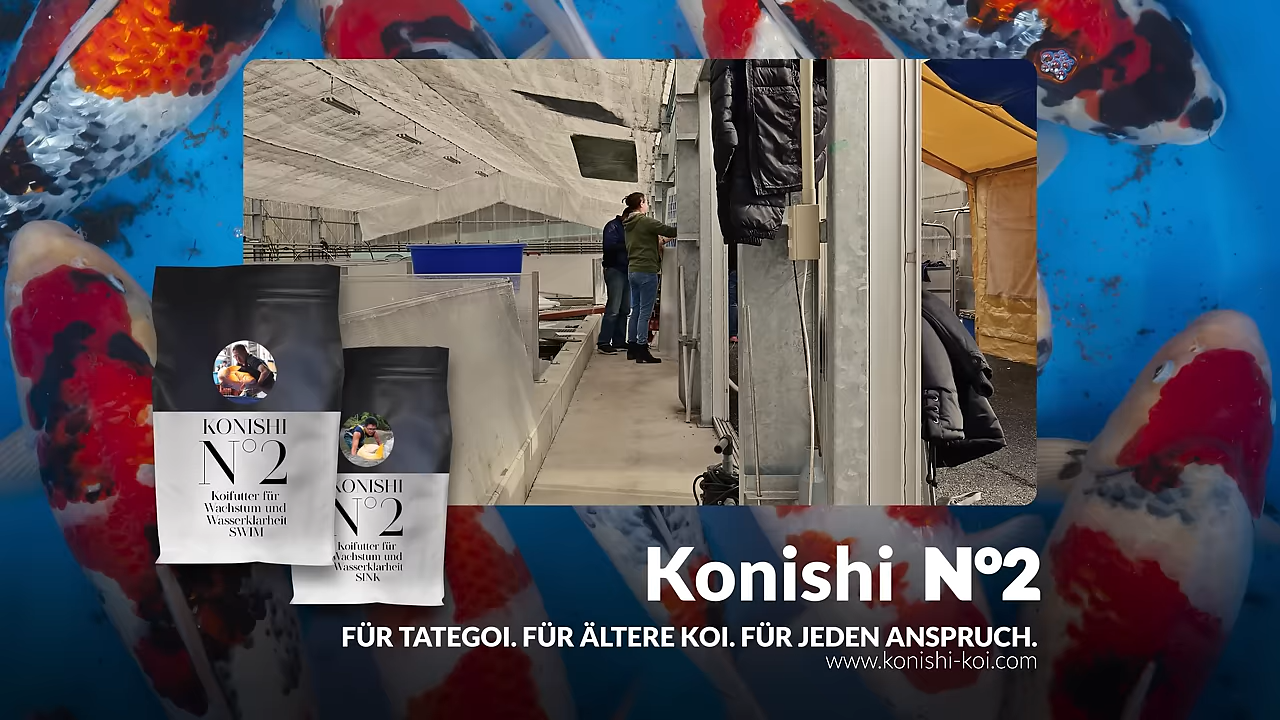 KONISHI
N°2
Koifutter für
Wachstum und
Wasserklarheit
SWIM
KONISHI
N°2
Koifutter für
Wachstum und
Wasserklarheit
SINK
Konishi N°2
FÜR TATEGOI. FÜR ÄLTERE KOI. FÜR JEDEN ANSPRUCH.
www.konishi-koi.com